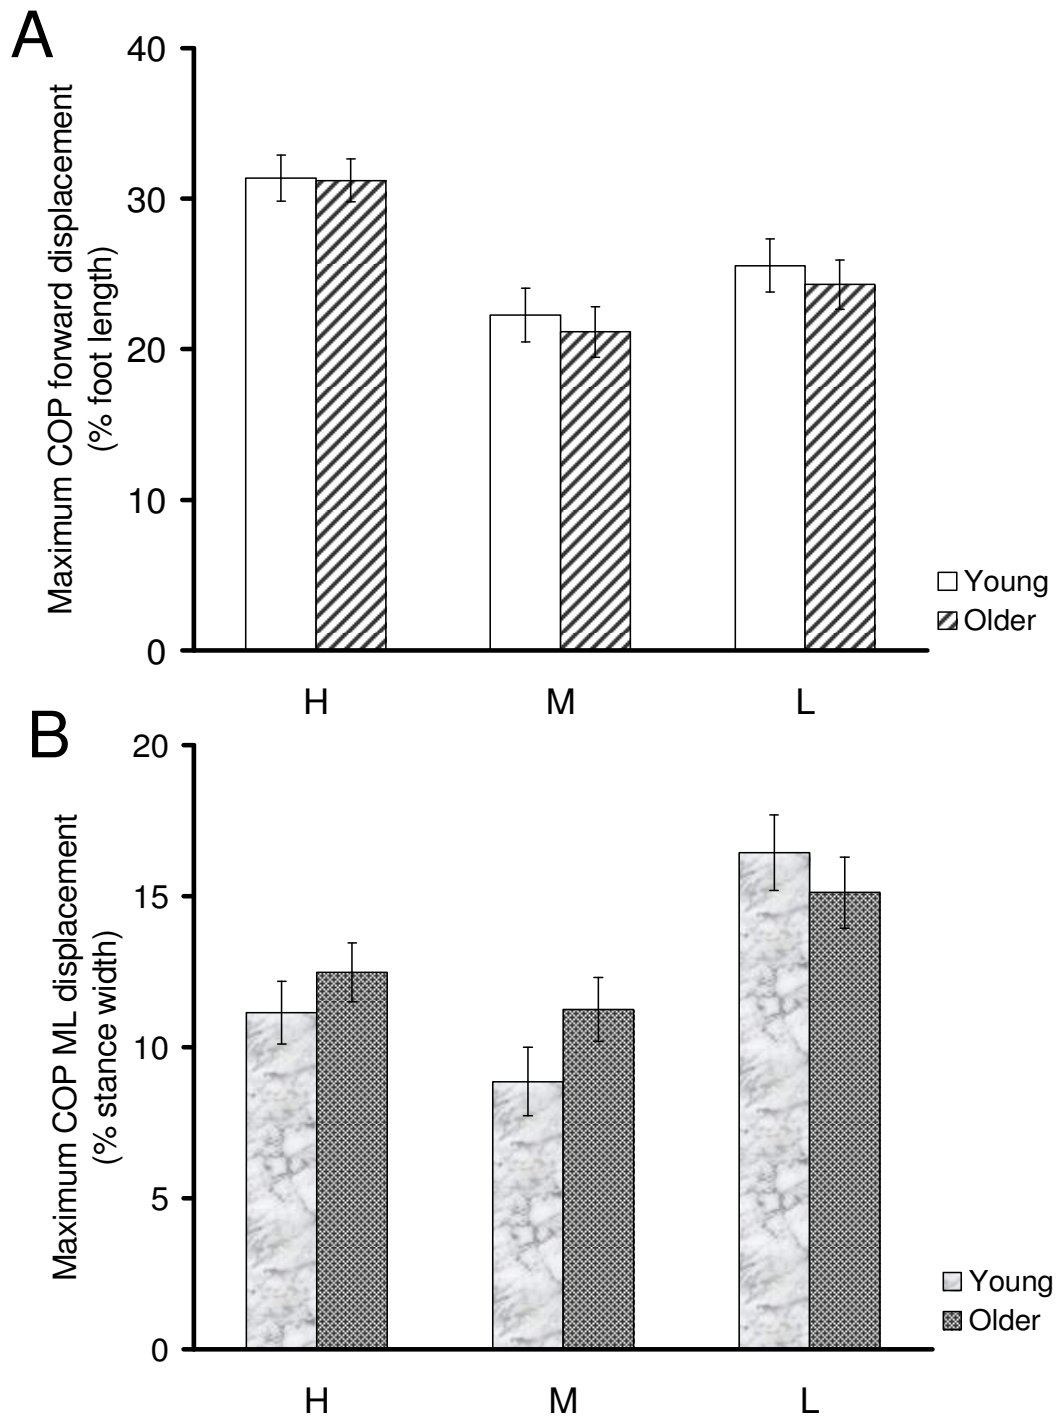 A
Maximum COP forward displacement
(% foot length)
40
30
20
10
0
H M L
Young
Older
B
Maximum COP ML displacement
(% stance width)
20
15
10
5
0
H M L
Young
Older